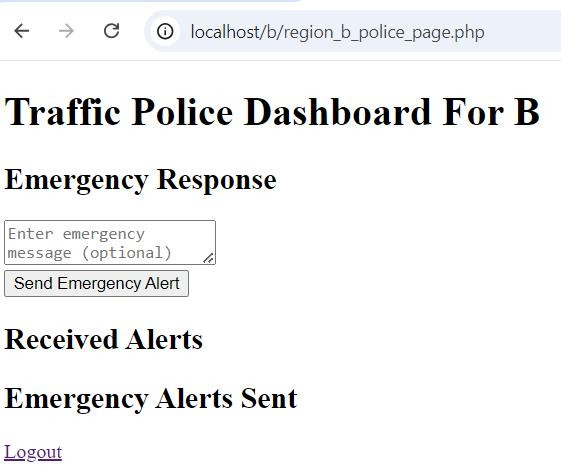 localhost/b/region_b_police_page.php
Traffic Police Dashboard For B
Emergency Response
Enter emergency
message (optional)
Send Emergency Alert
Received Alerts
Emergency Alerts Sent
Logout